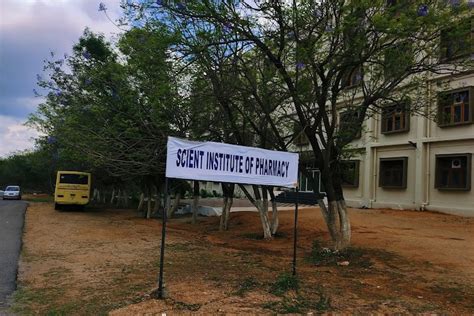 SCIENT INSTITUTE OF PHARMACY